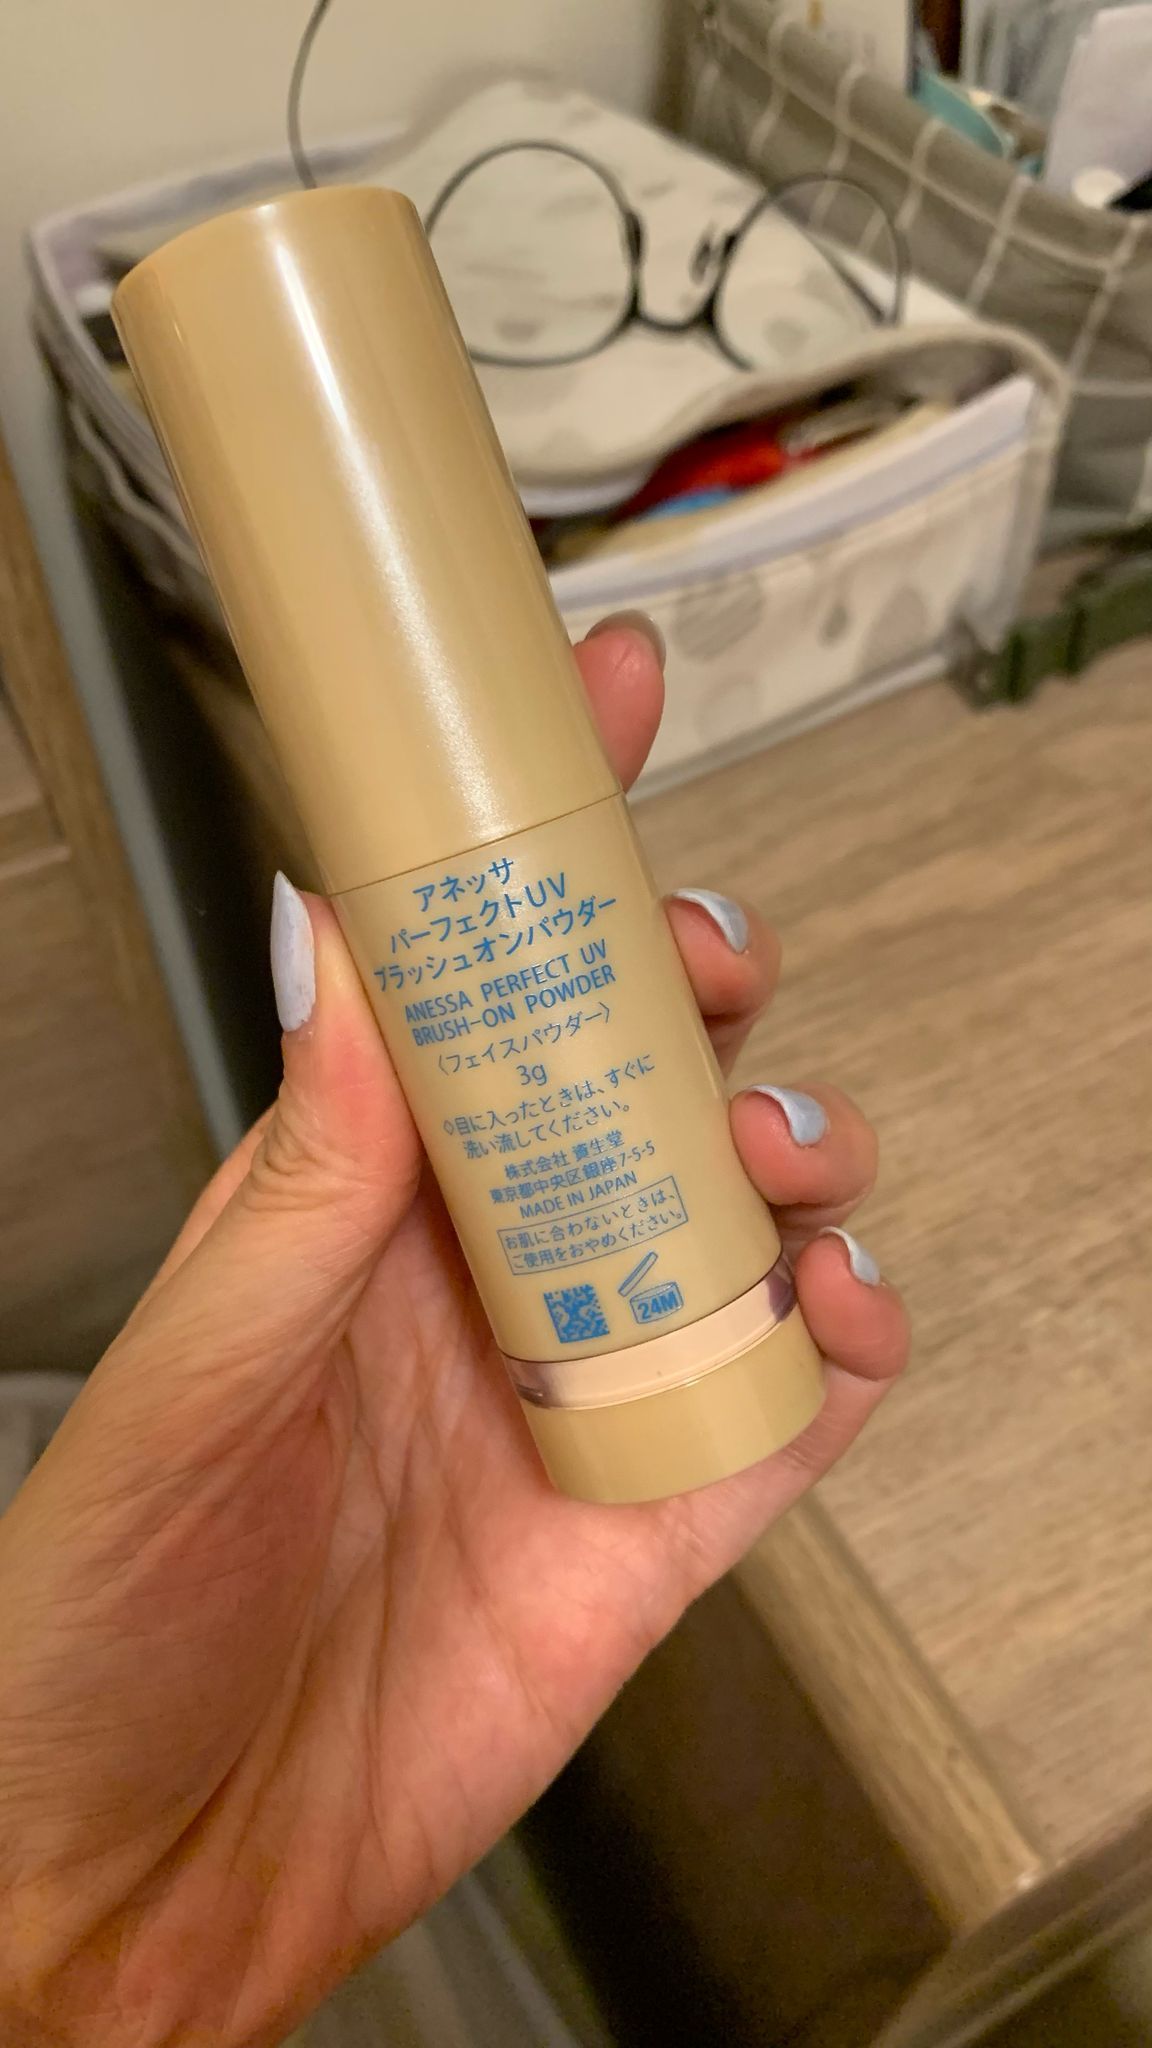 アネッサ
パーフェクトUV
ブラッシュオンパウダー
ANESSA PERFECT UV
BRUSH-ON POWDER
〈フェイスパウダー〉
3g
◇目に入ったときは、すぐに
洗い流してください。
株式会社 資生堂
東京都中央区銀座7-5-5
MADE IN JAPAN
お肌に合わないときは、
ご使用をおやめください。
24M